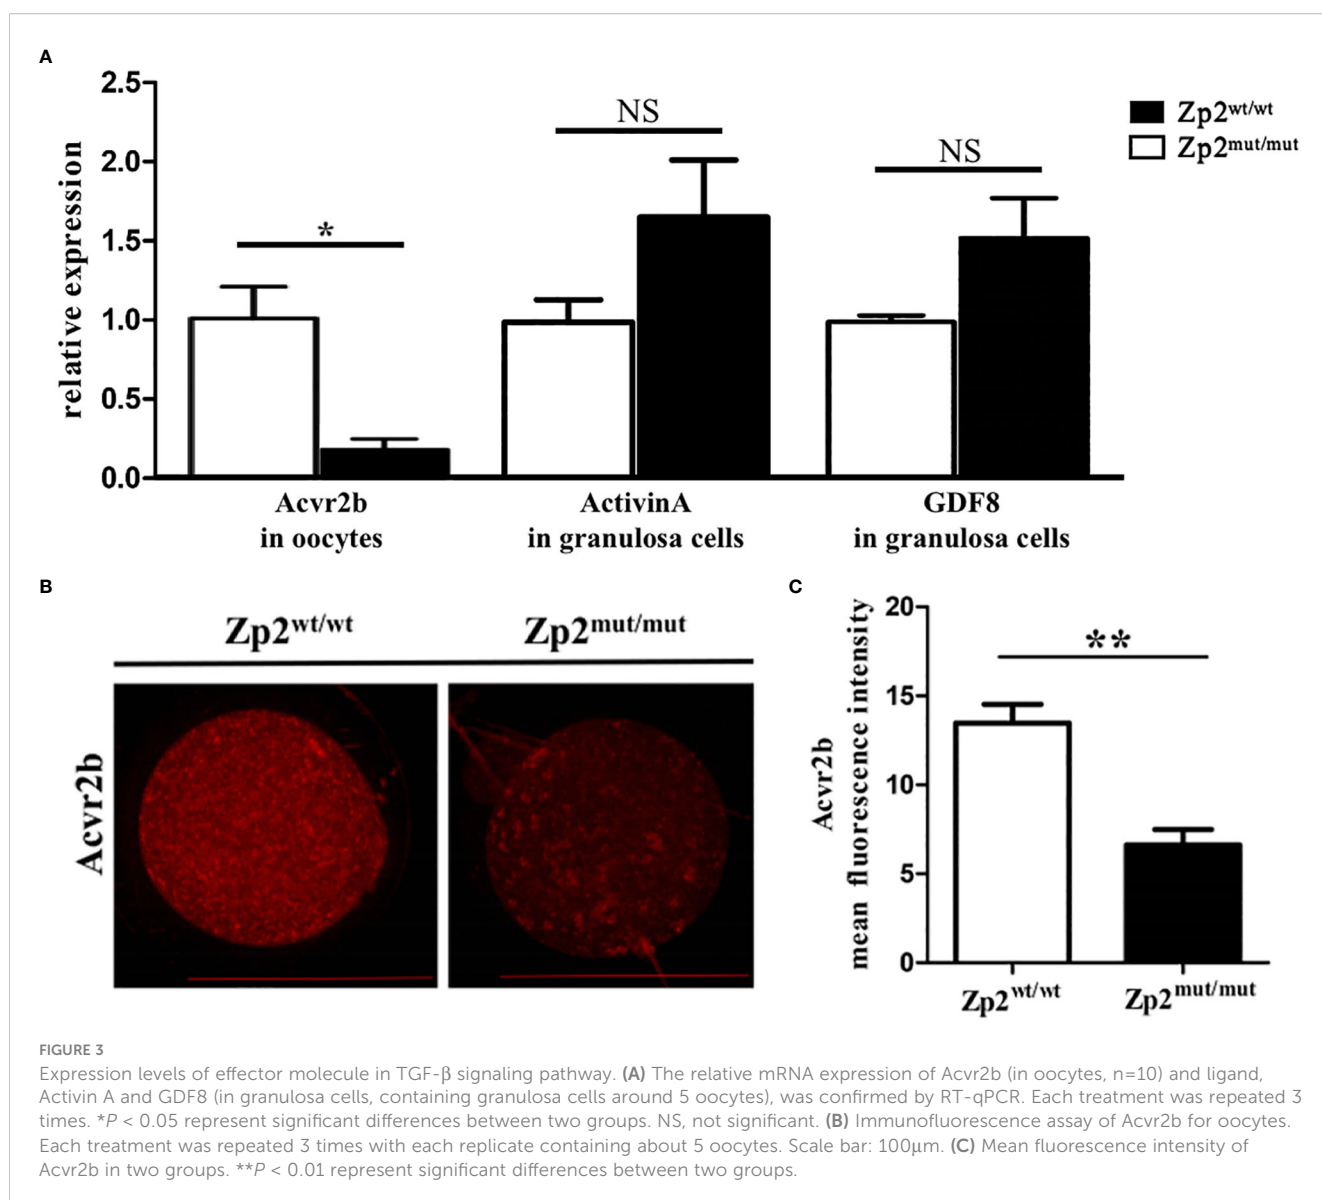 A
2.5
2.0
1.5
1.0
0.5
0.0
relative expression
*
NS
NS
Zp2wt/wt
Zp2mut/mut
Acvr2b
in oocytes
ActivinA
in granulosa cells
GDF8
in granulosa cells
B
Zp2wt/wt
Zp2mut/mut
Acvr2b
C
Acvr2b
mean fluorescence intensity
20
15
10
5
0
**
Zp2wt/wt
Zp2mut/mut
FIGURE 3
Expression levels of effector molecule in TGF-β signaling pathway. (A) The relative mRNA expression of Acvr2b (in oocytes, n=10) and ligand,
Activin A and GDF8 (in granulosa cells, containing granulosa cells around 5 oocytes), was confirmed by RT-qPCR. Each treatment was repeated 3
times. *P < 0.05 represent significant differences between two groups. NS, not significant. (B) Immunofluorescence assay of Acvr2b for oocytes.
Each treatment was repeated 3 times with each replicate containing about 5 oocytes. Scale bar: 100μm. (C) Mean fluorescence intensity of
Acvr2b in two groups. **P < 0.01 represent significant differences between two groups.